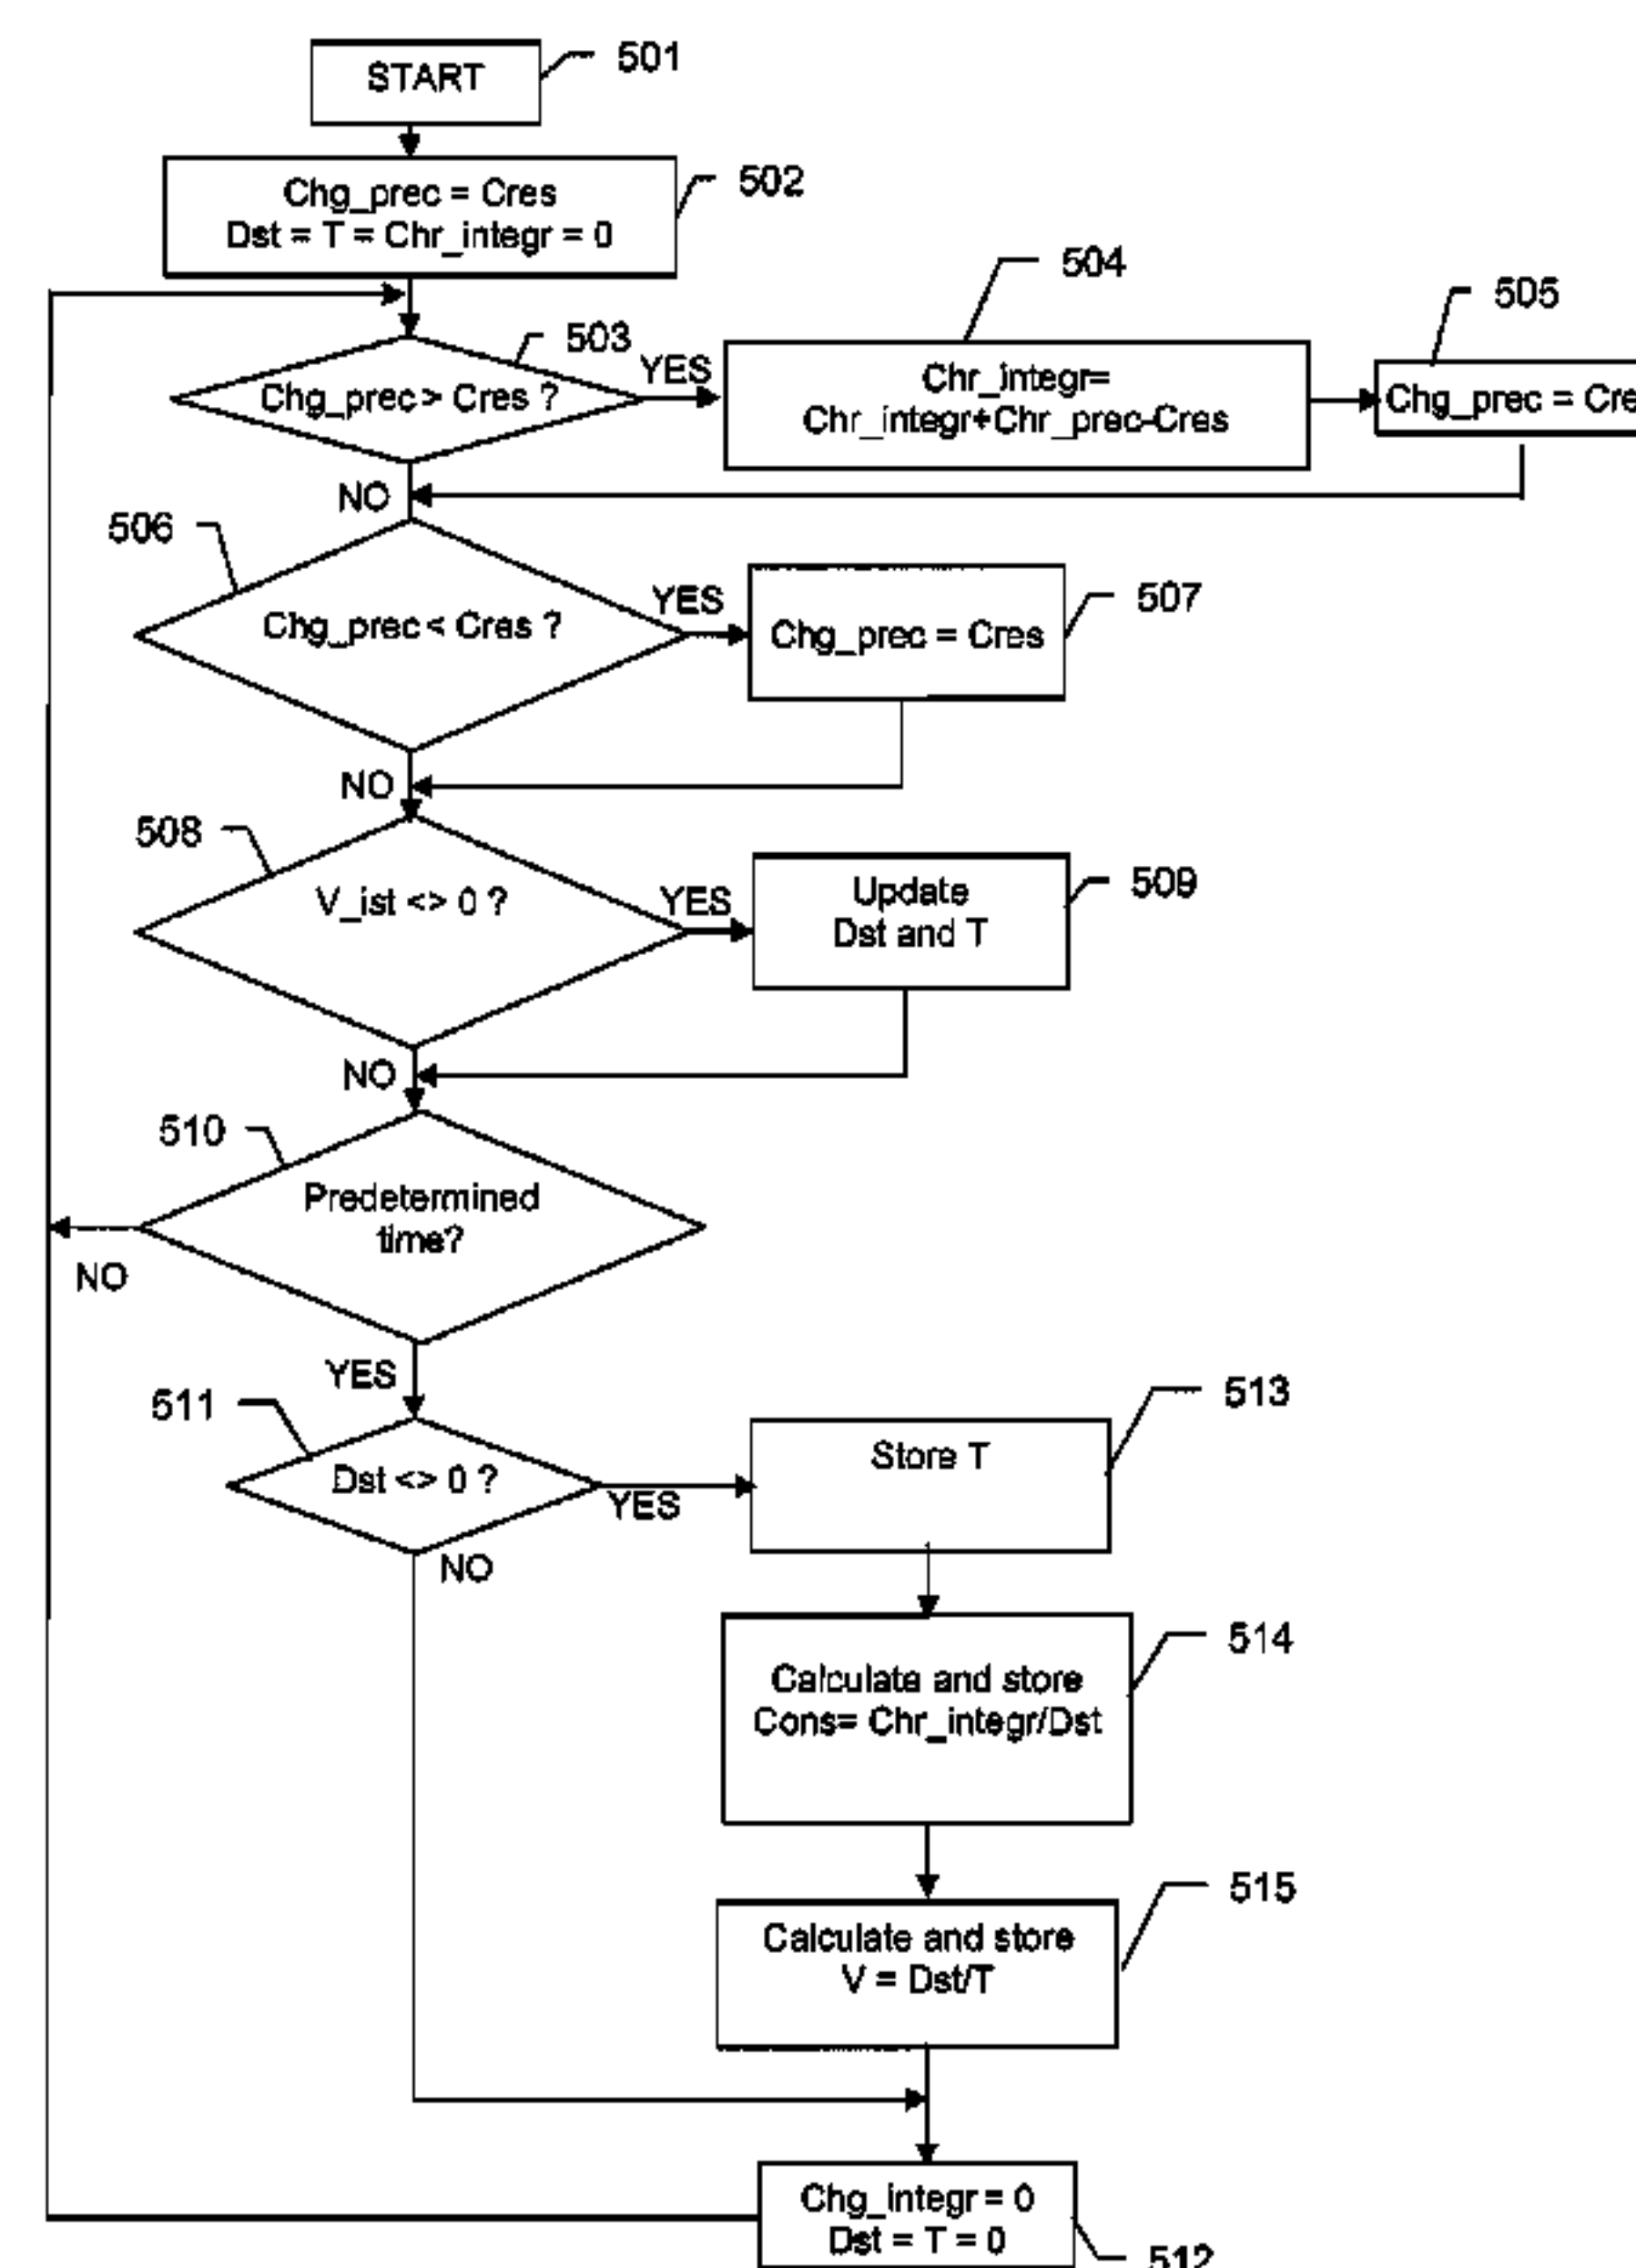 START
501
Chg_prec = Cres
Dst = T = Chr_integr = 0
502
503
Chg_prec > Cres ?
YES
504
Chr_integr=
Chr_integr+Chr_prec-Cres
505
Chg_prec = Cre
NO
506
Chg_prec < Cres ?
YES
507
Chg_prec = Cres
NO
508
V_ist <> 0 ?
YES
509
Update
Dst and T
NO
510
Predetermined
time?
NO
YES
511
Dst <> 0 ?
YES
513
Store T
NO
514
Calculate and store
Cons= Chr_integr/Dst
515
Calculate and store
V = Dst/T
Chg_integr = 0
Dst = T = 0
512